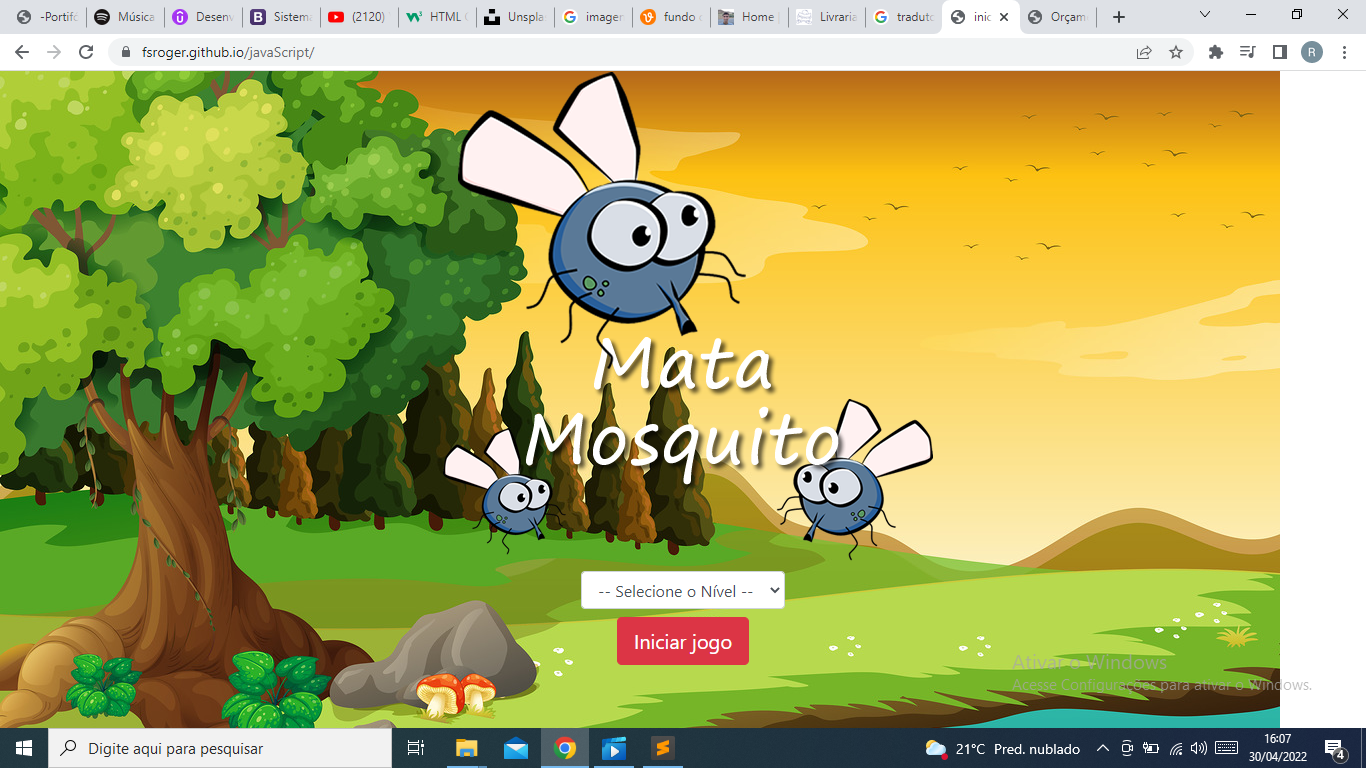 -Portifó
Música
Desenv
Sistema
(2120)
HTML C
Unspla
imager
fundo d
Home |
Livraria
tradut
inic
Orçam
fsroger.github.io/javaScript/
R
Mata
Mosquito
-- Selecione o Nível --
Iniciar jogo
Ativar o Windows
Acesse Configurações para ativar o Windows.
Digite aqui para pesquisar
21°C Pred. nublado
16:07
30/04/2022
4